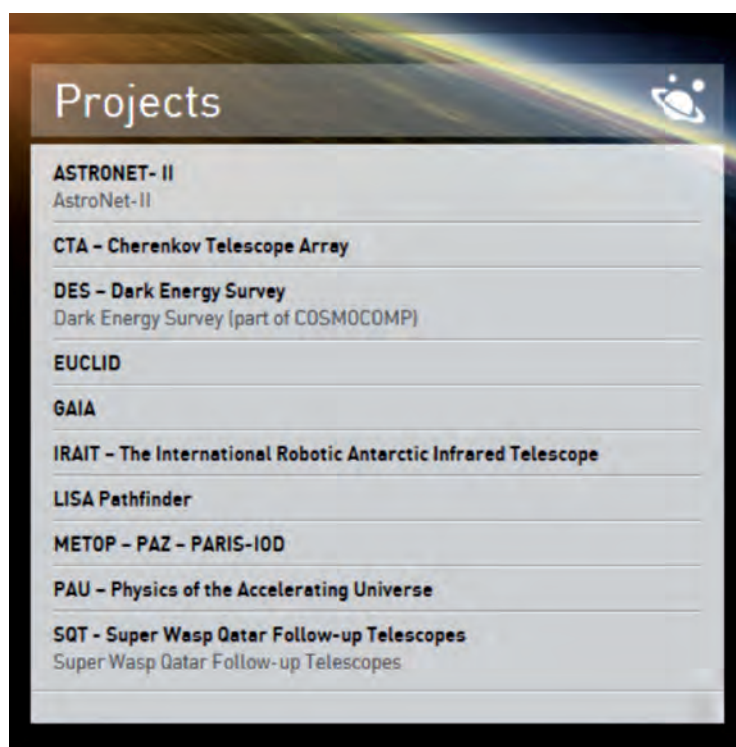 Projects
ASTRONET- II
AstroNet-II
CTA – Cherenkov Telescope Array
DES – Dark Energy Survey
Dark Energy Survey (part of COSMOCOMP)
EUCLID
GAIA
IRAIT – The International Robotic Antarctic Infrared Telescope
LISA Pathfinder
METOP – PAZ – PARIS-IOD
PAU – Physics of the Accelerating Universe
SQT - Super Wasp Qatar Follow-up Telescopes
Super Wasp Qatar Follow-up Telescopes